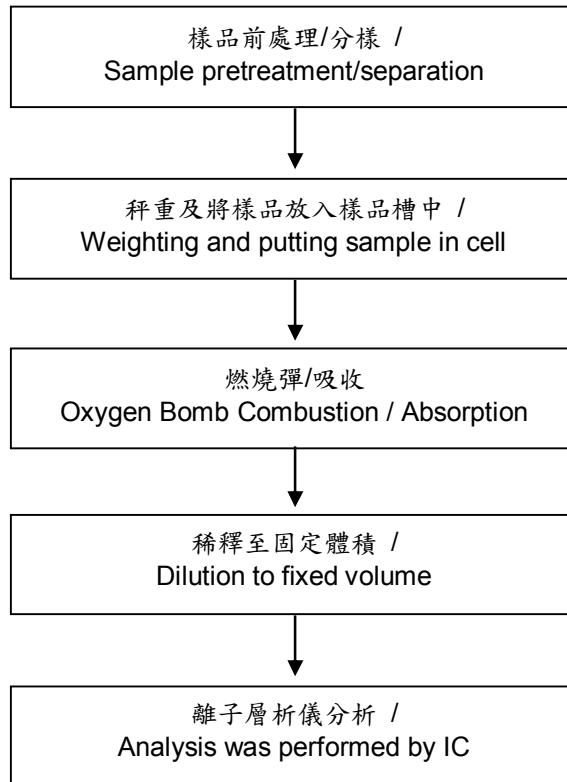 樣品前處理/分樣 /
Sample pretreatment/separation
秤重及將樣品放入樣品槽中 /
Weighting and putting sample in cell
燃燒彈/吸收
Oxygen Bomb Combustion / Absorption
稀釋至固定體積 /
Dilution to fixed volume
離子層析儀分析 /
Analysis was performed by IC